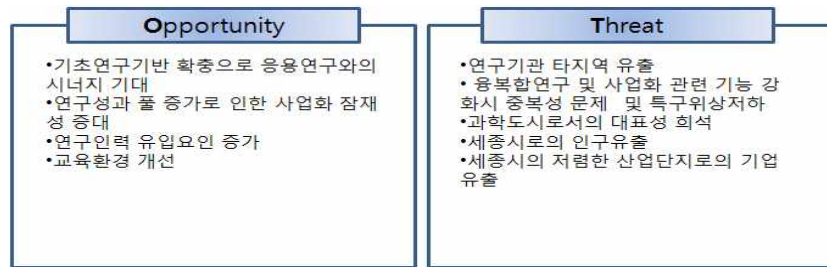 Opportunity
•기초연구기반 확충으로 응용연구와의
시너지 기대
•연구성과 풀 증가로 인한 사업화 잠재
성 증대
•연구인력 유입요인 증가
•교육환경 개선
Threat
•연구기관 타지역 유출
• 융복합연구 및 사업화 관련 기능 강
화시 중복성 문제 및 특구위상저하
•과학도시로서의 대표성 희석
•세종시로의 인구유출
•세종시의 저렴한 산업단지로의 기업
유출